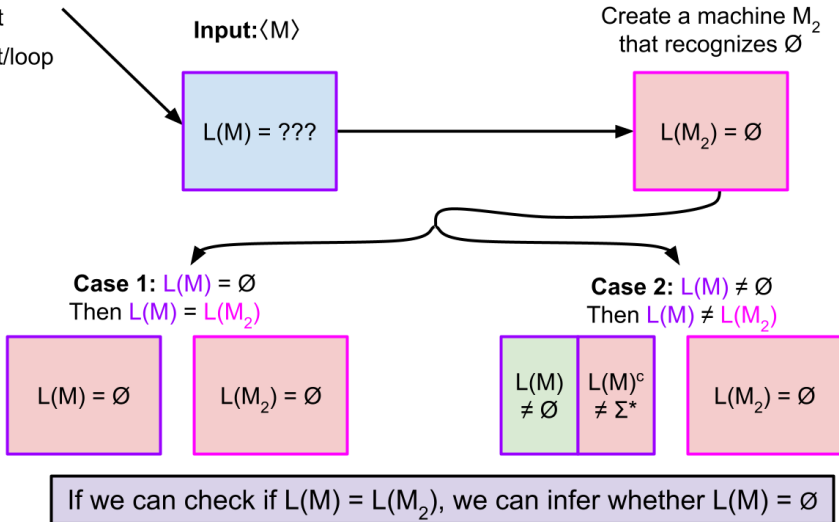 t
t/loop
Input:⟨M⟩
Create a machine M₂
that recognizes Ø
L(M) = ???
L(M₂) = Ø
Case 1: L(M) = Ø
Then L(M) = L(M₂)
Case 2: L(M) ≠ Ø
Then L(M) ≠ L(M₂)
L(M) = Ø
L(M₂) = Ø
L(M)
≠ Ø
L(M)ᶜ
≠ Σ*
L(M₂) = Ø
If we can check if L(M) = L(M₂), we can infer whether L(M) = Ø